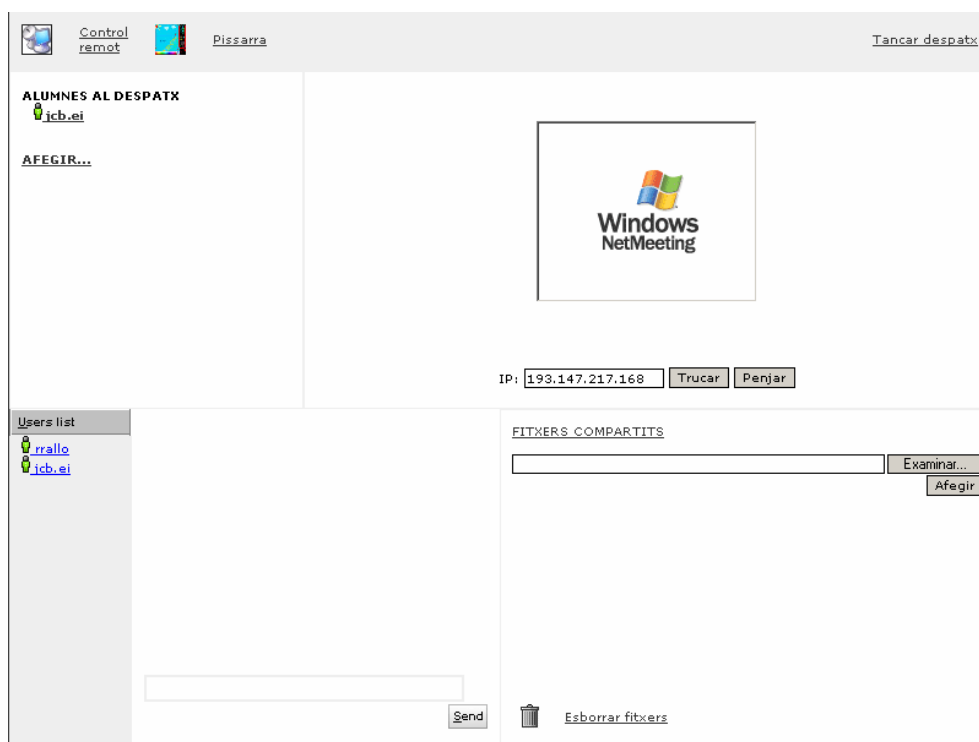 Control
remot
Pissarra
Tancar despatx
ALUMNES AL DESPATX
jcb.ei
AFEGIR...
Windows
NetMeeting
IP: 193.147.217.168 Trucar Penjar
Users list
rrallo
jcb.ei
FITXERS COMPARTITS
Examinar...
Afegir
Send
Esborrar fitxers